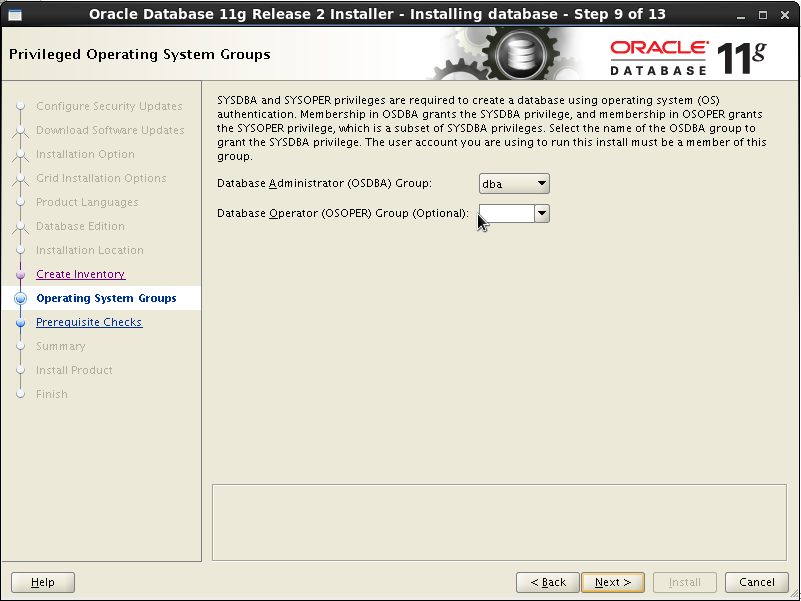 Oracle Database 11g Release 2 Installer - Installing database - Step 9 of 13
Privileged Operating System Groups
ORACLE®
DATABASE 11g
Configure Security Updates
Download Software Updates
Installation Option
Grid Installation Options
Product Languages
Database Edition
Installation Location
Create Inventory
Operating System Groups
Prerequisite Checks
Summary
Install Product
Finish
SYSDBA and SYSOPER privileges are required to create a database using operating system (OS)
authentication. Membership in OSDBA grants the SYSDBA privilege, and membership in OSOPER grants
the SYSOPER privilege, which is a subset of SYSDBA privileges. Select the name of the OSDBA group to
grant the SYSDBA privilege. The user account you are using to run this install must be a member of this
group.
Database Administrator (OSDBA) Group: dba
Database Operator (OSOPER) Group (Optional):
Help
< Back Next > Install Cancel